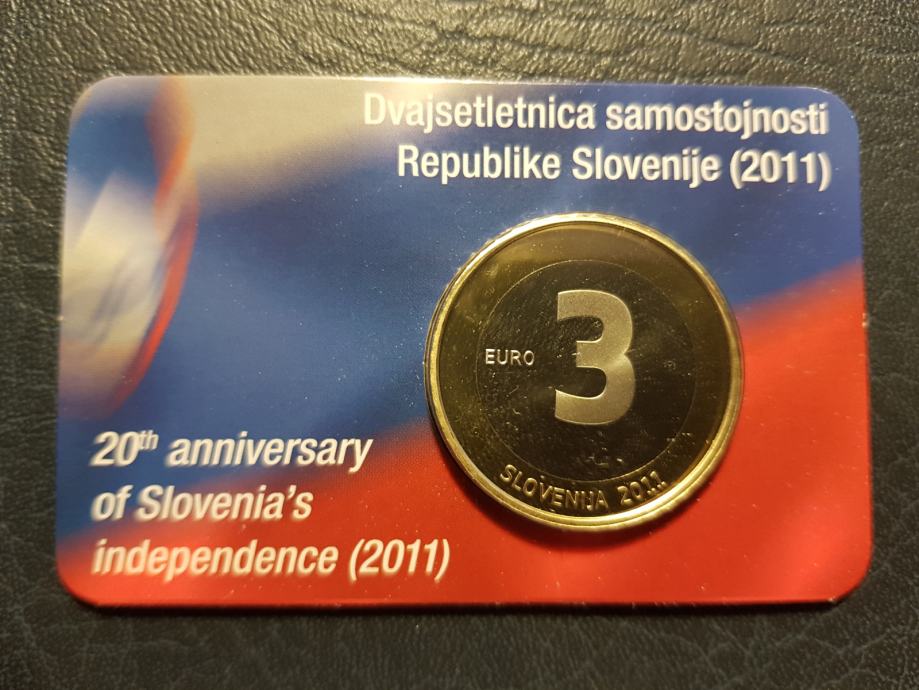 Dvajsetletnica samostojnosti
Republike Slovenije (2011)
EURO
3
SLOVENIJA 2011
20th anniversary
of Slovenia's
independence (2011)